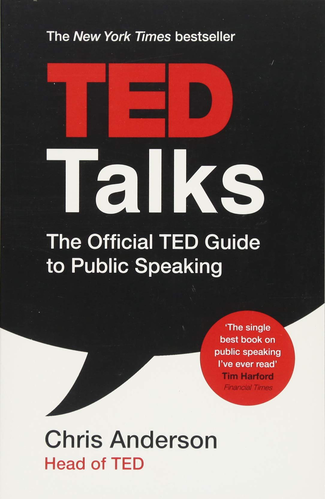 The New York Times bestseller
TED
Talks
The Official TED Guide
to Public Speaking
‘The single
best book on
public speaking
I’ve ever read’
Tim Harford
Financial Times
Chris Anderson
Head of TED